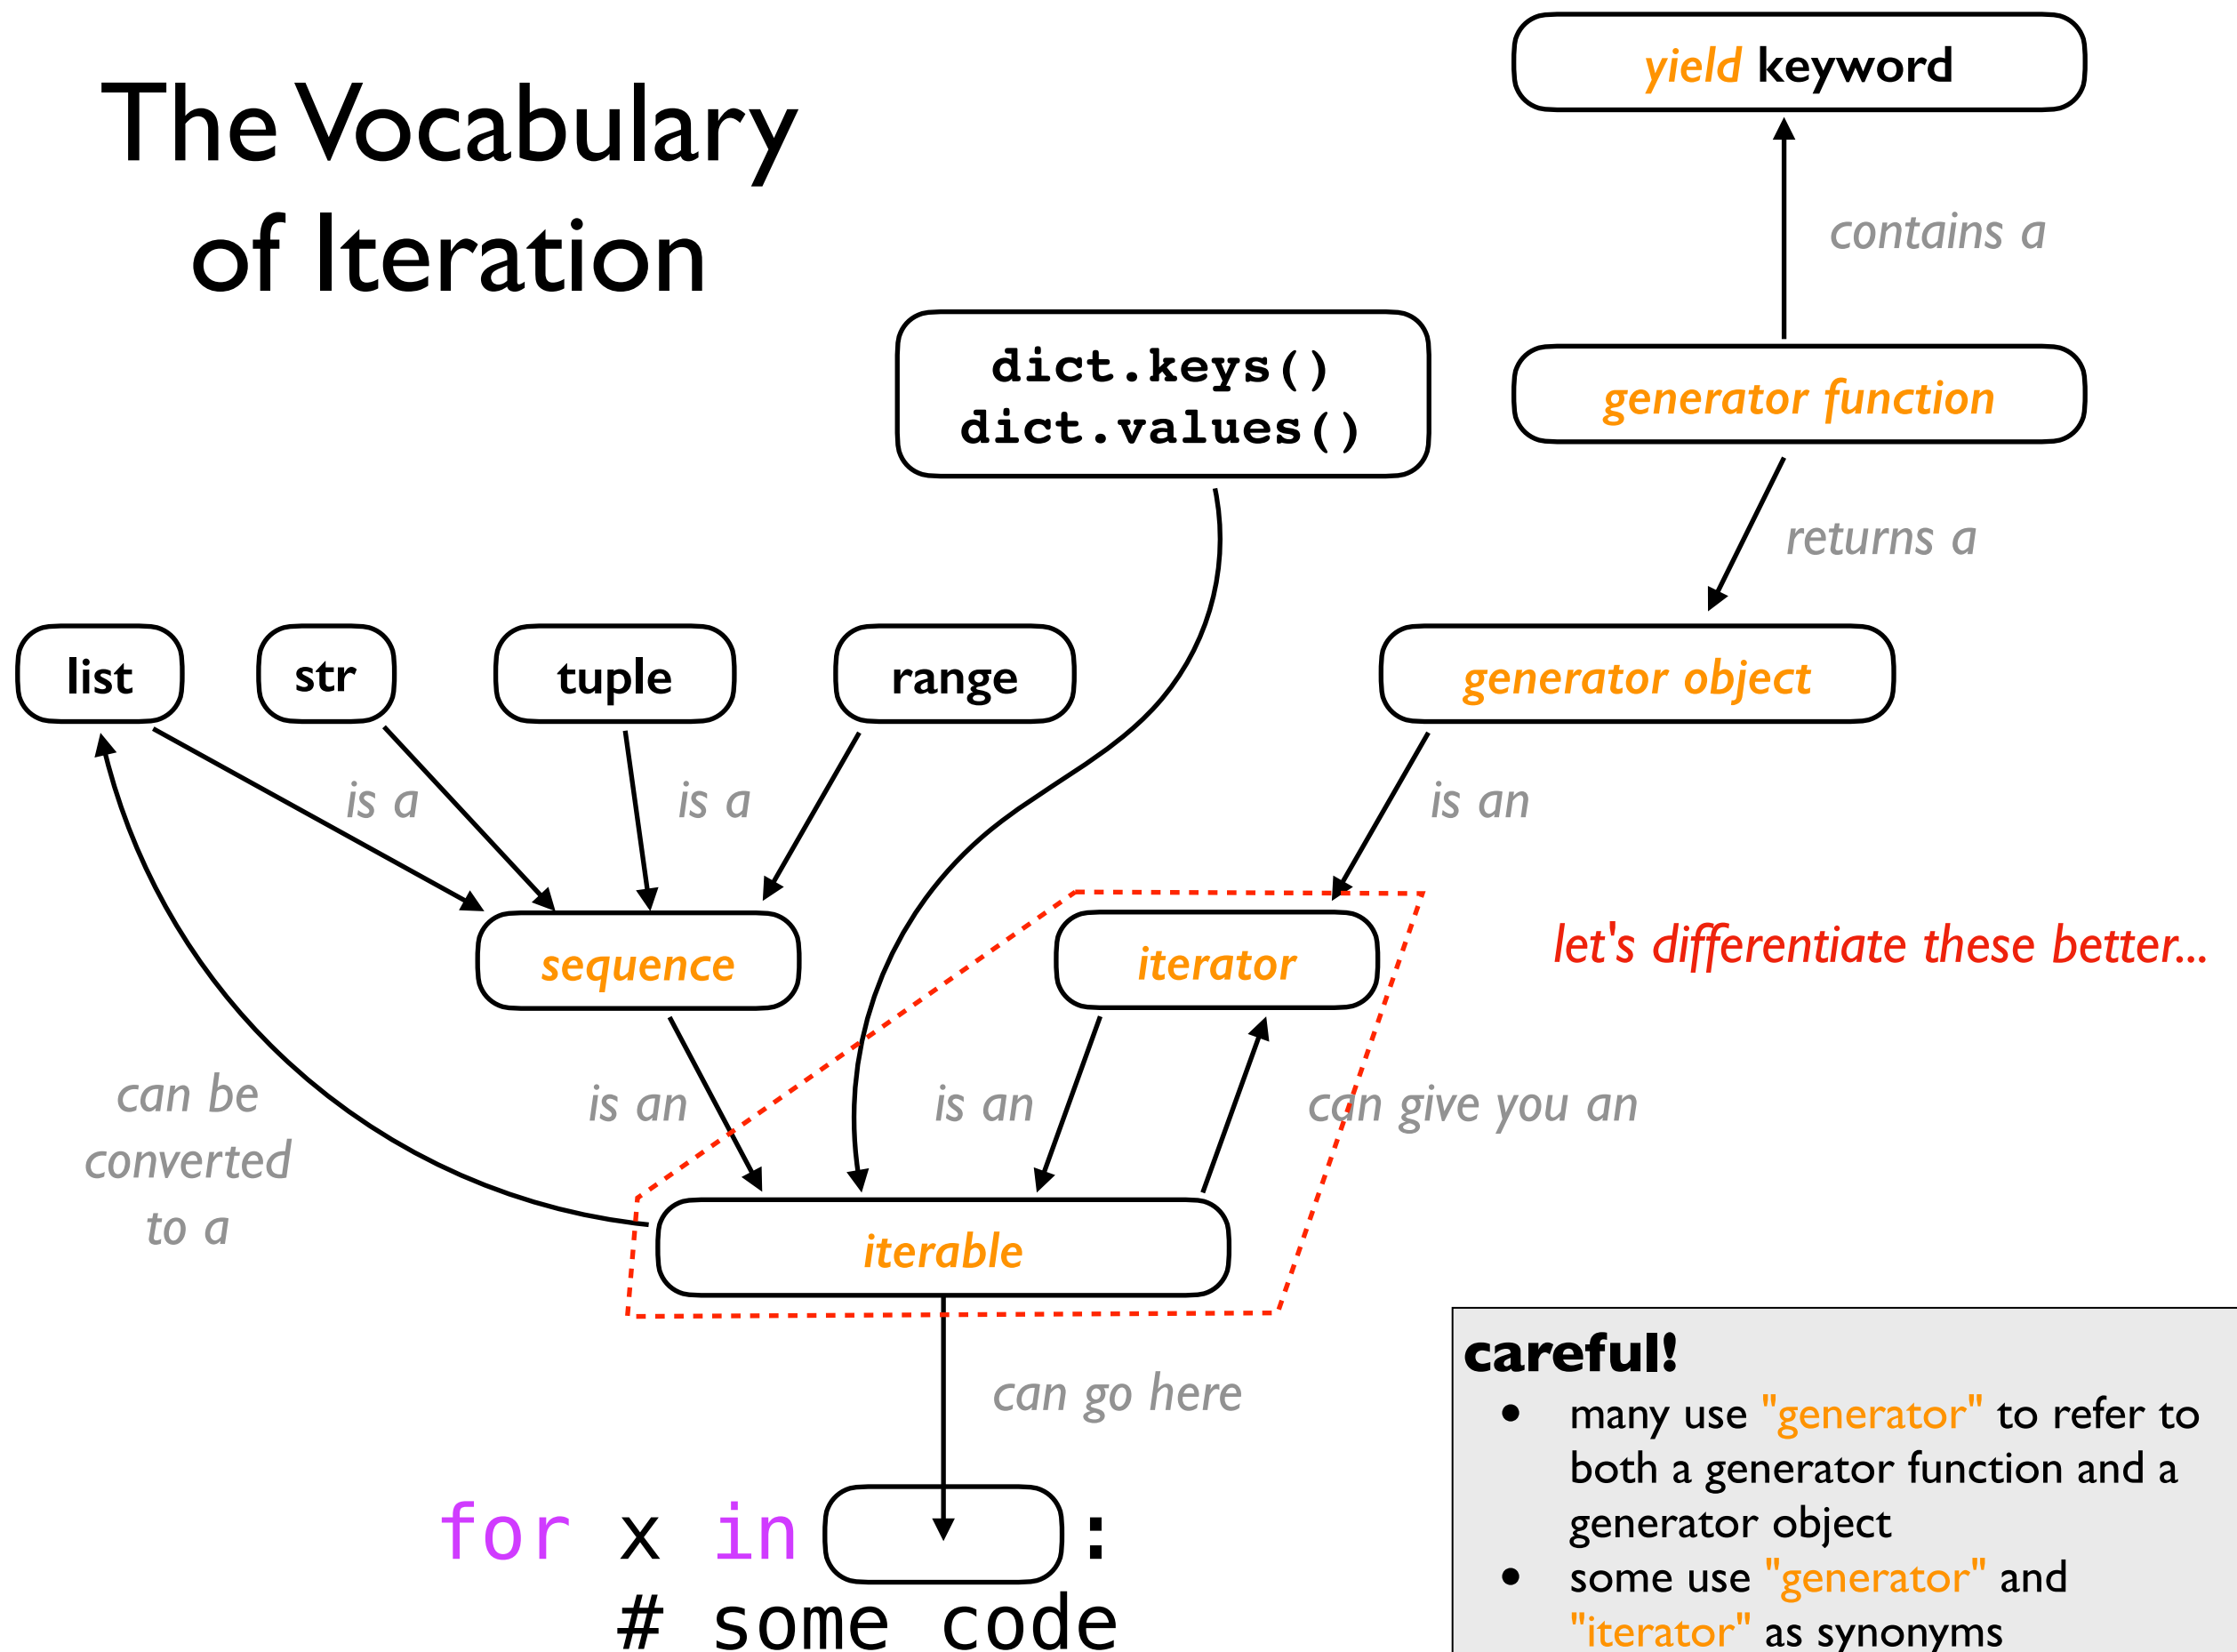 The Vocabulary
of Iteration
yield keyword
contains a
dict.keys()
dict.values()
generator function
returns a
list
str
tuple
range
generator object
is a
is a
is an
sequence
iterator
let's differentiate these better...
can be
converted
to a
is an
is an
can give you an
iterable
can go here
for x in :
# some code
careful!
• many use "generator" to refer to
both a generator function and a
generator object
• some use "generator" and
"iterator" as synonyms